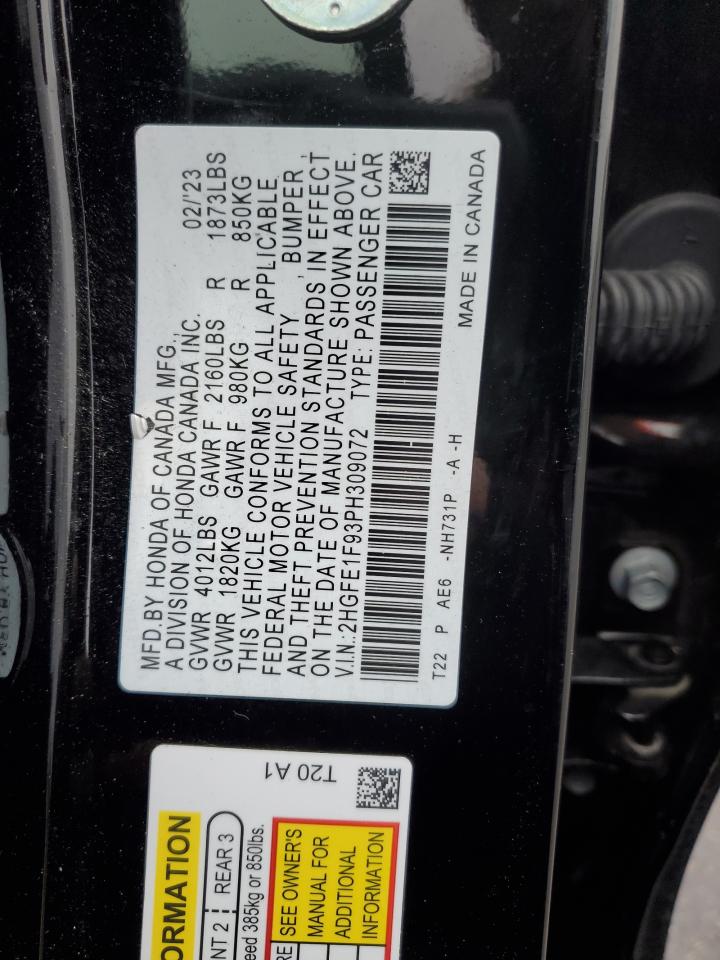 MFD.BY HONDA OF CANADA MFG.,
A DIVISION OF HONDA CANADA INC. 02/'23
GVWR 4012LBS GAWR F 2160LBS R 1873LBS
GVWR 1820KG GAWR F 980KG R 850KG
THIS VEHICLE CONFORMS TO ALL APPLICABLE
FEDERAL MOTOR VEHICLE SAFETY, BUMPER,
AND THEFT PREVENTION STANDARDS IN EFFECT
ON THE DATE OF MANUFACTURE SHOWN ABOVE.
V.I.N.:2HGFE1F93PH309072 TYPE: PASSENGER CAR
T22 P AE6 -NH731P -A -H
MADE IN CANADA
T20 A1
ORMATION
NT 2 REAR 3
eed 385kg or 850lbs.
RE SEE OWNER'S
MANUAL FOR
ADDITIONAL
INFORMATION